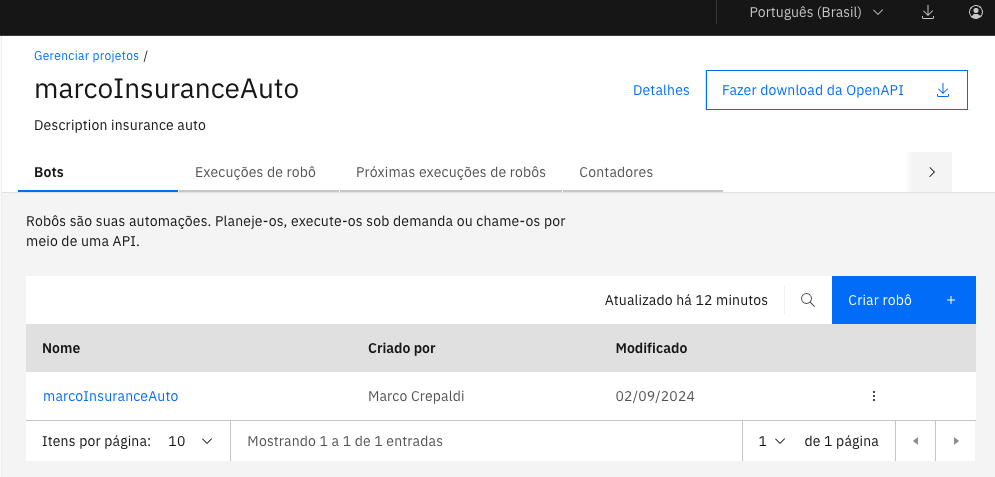 Português (Brasil)
Gerenciar projetos /
marcoInsuranceAuto
Detalhes
Fazer download da OpenAPI
Description insurance auto
Bots
Execuções de robô
Próximas execuções de robôs
Contadores
Robôs são suas automações. Planeje-os, execute-os sob demanda ou chame-os por
meio de uma API.
Atualizado há 12 minutos
Criar robô +
Nome Criado por Modificado
marcoInsuranceAuto Marco Crepaldi 02/09/2024
Itens por página: 10 Mostrando 1 a 1 de 1 entradas 1 de 1 página